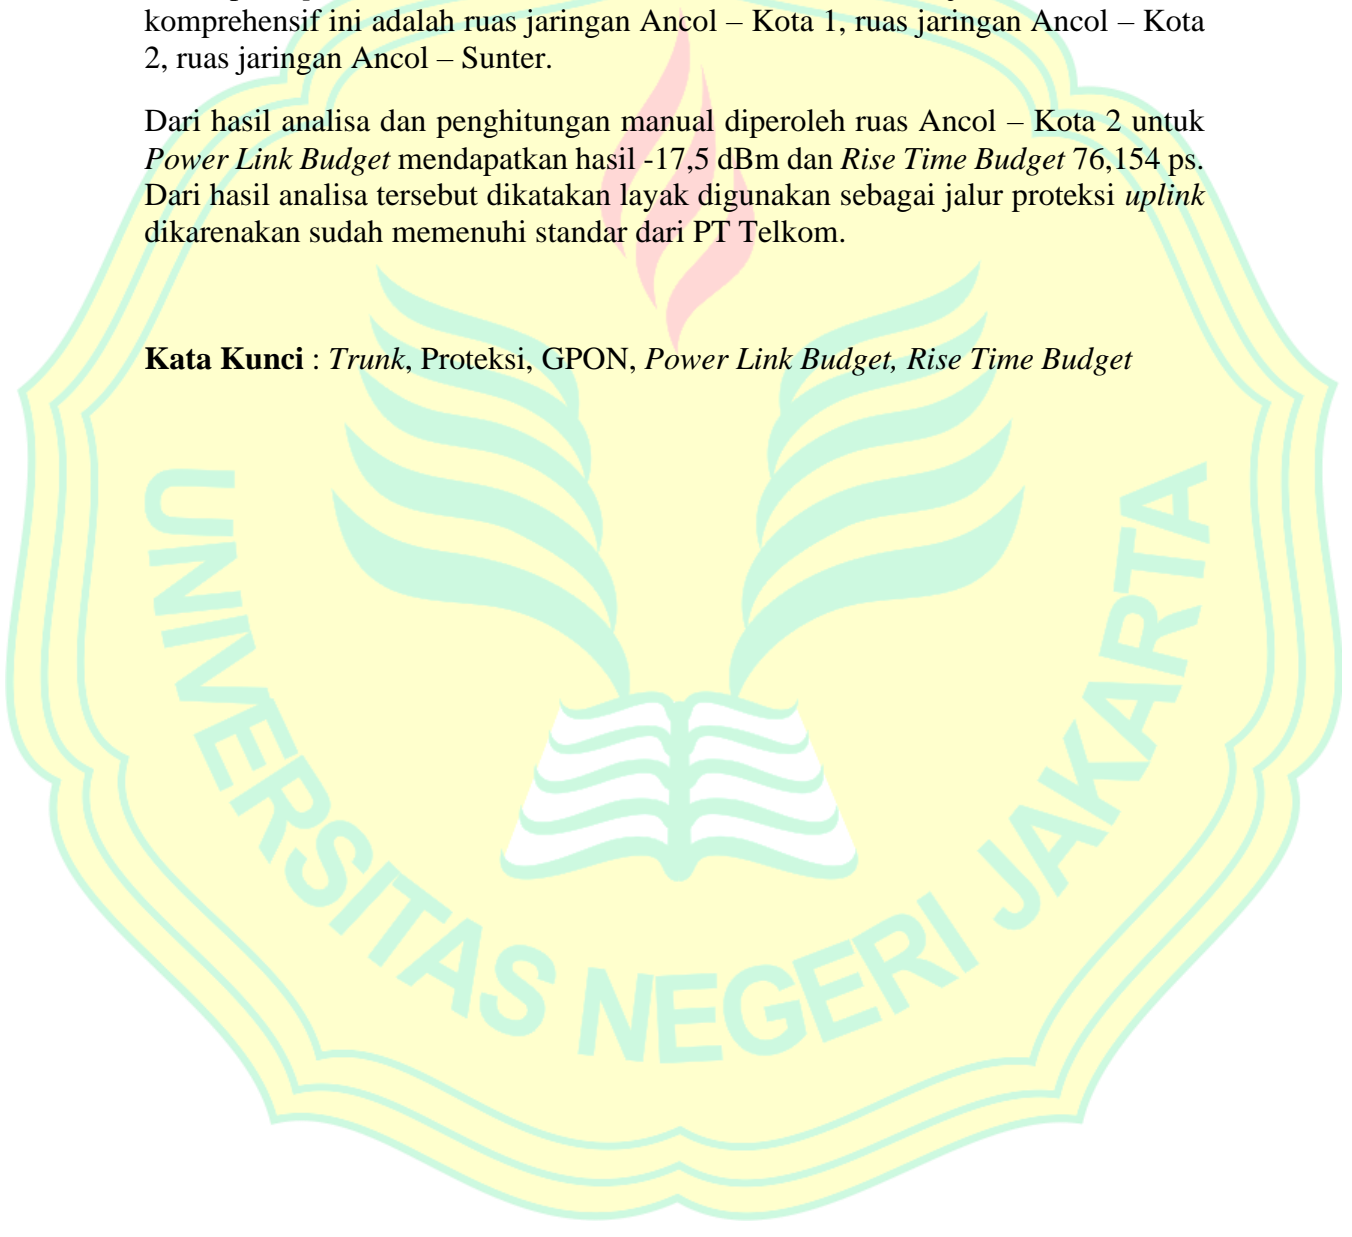 komprehensif ini adalah ruas jaringan Ancol – Kota 1, ruas jaringan Ancol – Kota
2, ruas jaringan Ancol – Sunter.
Dari hasil analisa dan penghitungan manual diperoleh ruas Ancol – Kota 2 untuk
Power Link Budget mendapatkan hasil -17,5 dBm dan Rise Time Budget 76,154 ps.
Dari hasil analisa tersebut dikatakan layak digunakan sebagai jalur proteksi uplink
dikarenakan sudah memenuhi standar dari PT Telkom.
Kata Kunci : Trunk, Proteksi, GPON, Power Link Budget, Rise Time Budget
UNIVERSITAS NEGERI JAKARTA